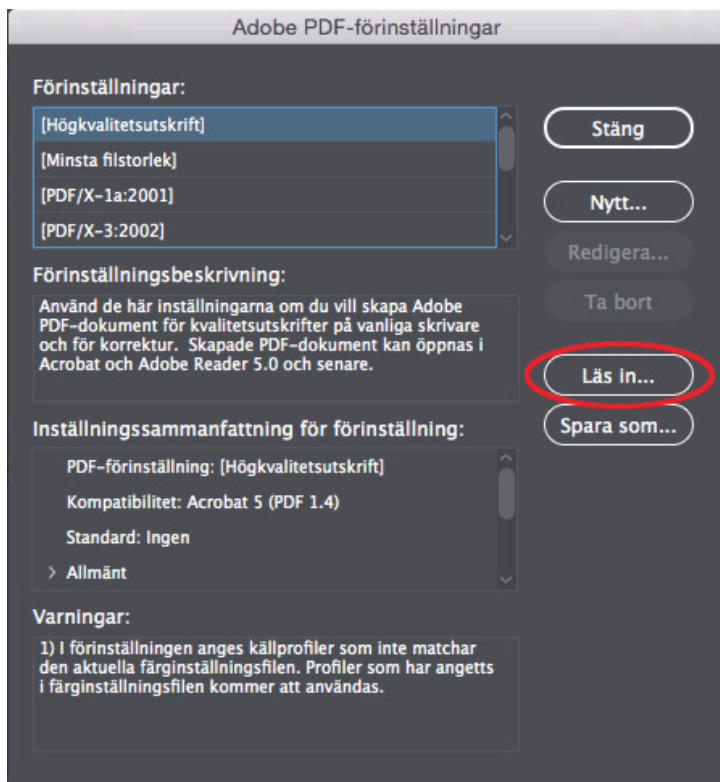 Adobe PDF-förinställningar
Förinställningar:
[Högkvalitetsutskrift]
[Minsta filstorlek]
[PDF/X-1a:2001]
[PDF/X-3:2002]
Stäng
Nytt...
Redigera...
Ta bort
Läs in...
Spara som...
Förinställningsbeskrivning:
Använd de här inställningarna om du vill skapa Adobe
PDF-dokument för kvalitetsutskrifter på vanliga skrivare
och för korrektur.  Skapade PDF-dokument kan öppnas i
Acrobat och Adobe Reader 5.0 och senare.
Inställningssammanfattning för förinställning:
PDF-förinställning: [Högkvalitetsutskrift]
Kompatibilitet: Acrobat 5 (PDF 1.4)
Standard: Ingen
> Allmänt
Varningar:
1) I förinställningen anges källprofiler som inte matchar
den aktuella färginställningsfilen. Profiler som har angetts
i färginställningsfilen kommer att användas.